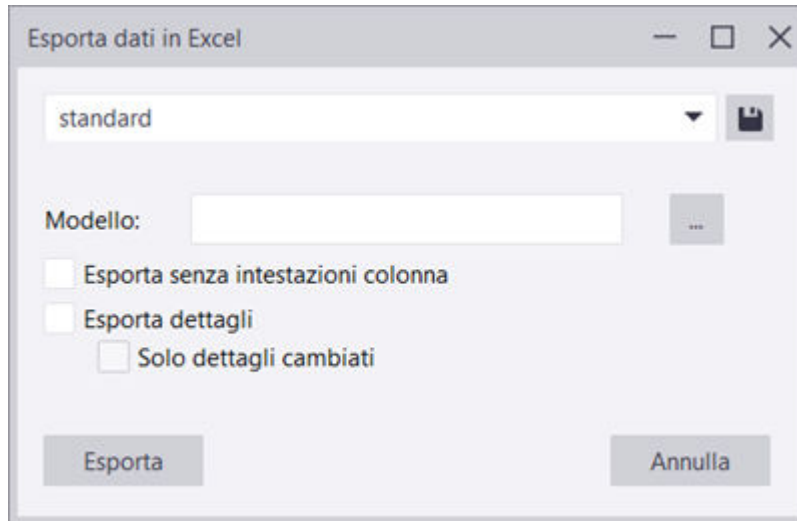 Esporta dati in Excel
standard
Modello:
...
Esporta senza intestazioni colonna
Esporta dettagli
Solo dettagli cambiati
Esporta
Annulla